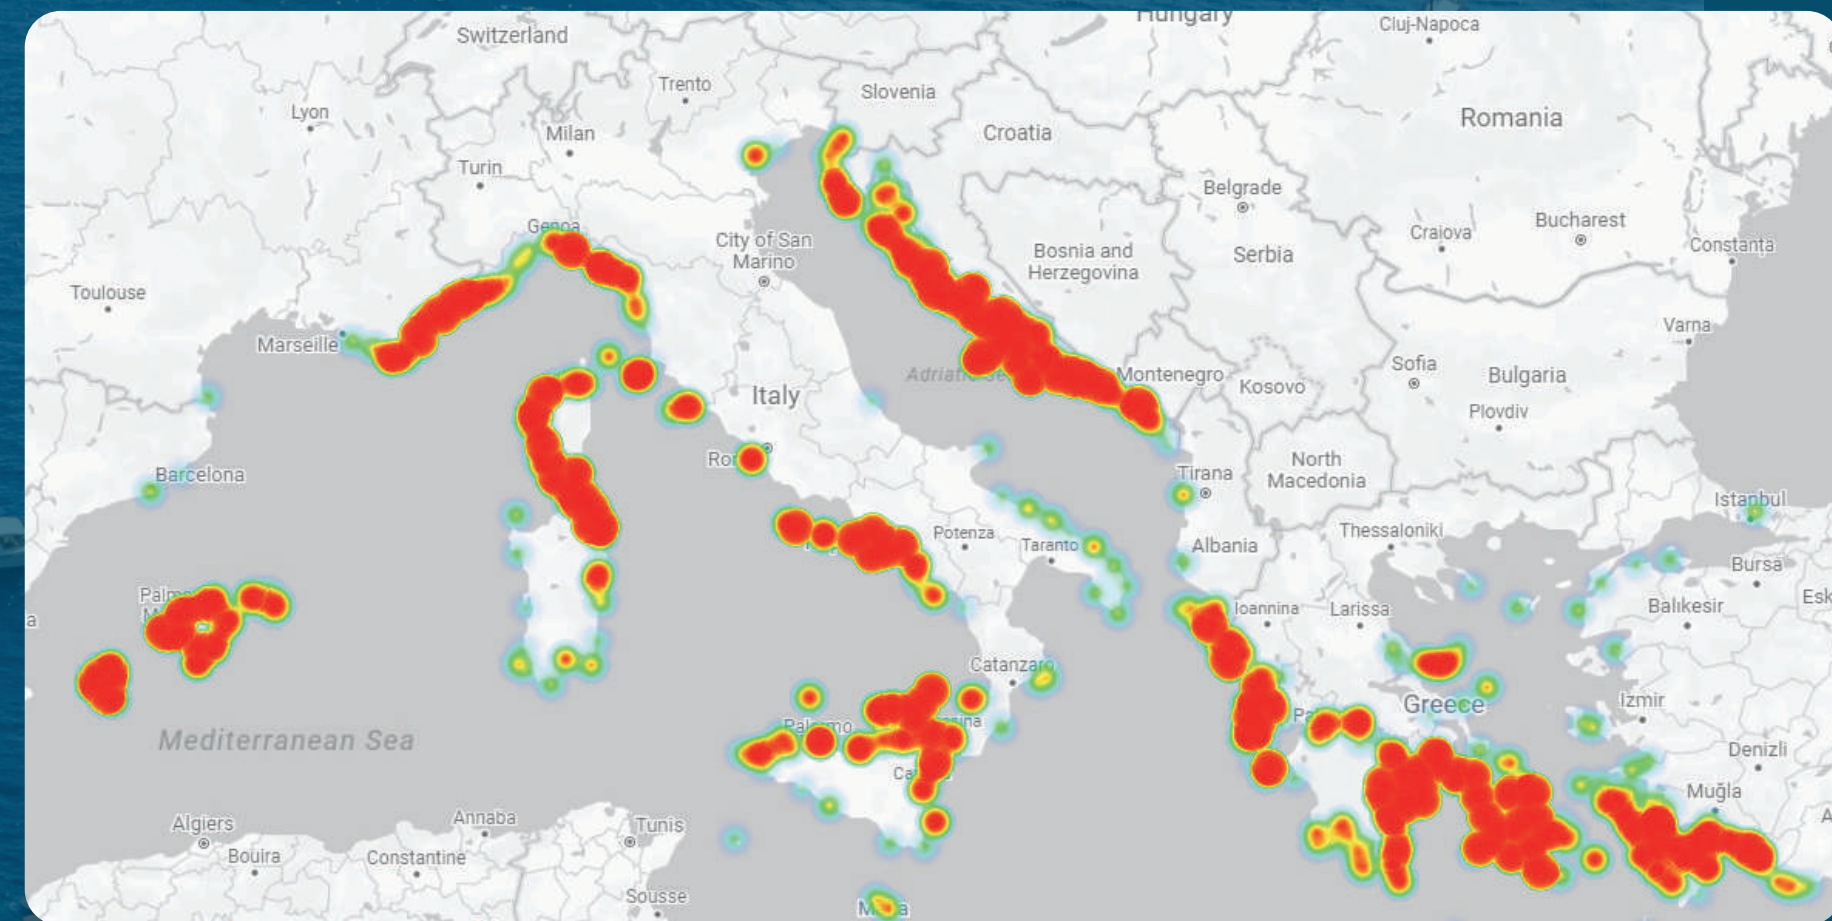 Hungary
Switzerland
Cluj-Napoca
Trento
Slovenia
Lyon
Romania
Milan
Croatia
Turin
Belgrade
Bucharest
Genoa
City of San
Marino
Craiova
Constanta
Bosnia and
Herzegovina
Serbia
Toulouse
Varna
Marseille
Sofia
Bulgaria
Montenegro
Kosovo
Italy
Plovdiv
Barcelona
North
Macedonia
Tirana
Istanbul
Potenza
Thessaloniki
Taranto
Albania
Bursa
Ioannina
Larissa
Balıkesir
Catanzaro
Izmir
Greece
Palermo
Mediterranean Sea
Denizli
Muğla
Algiers
Annaba
Tunis
Bouira
Constantine
Sousse